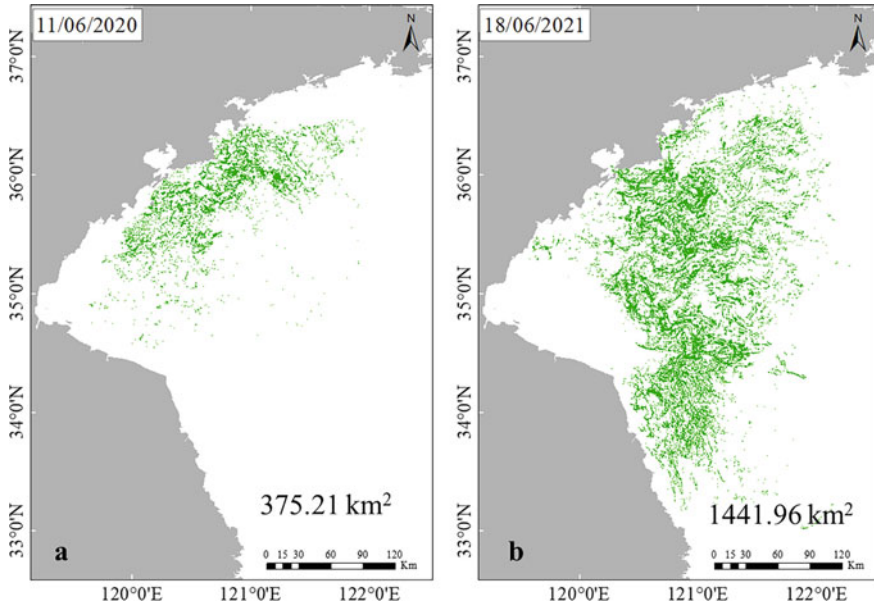 11/06/2020
N
37°0'N
36°0'N
35°0'N
34°0'N
33°0'N
375.21 km²
a
0 15 30 60 90 120
Km
120°0'E 121°0'E 122°0'E
18/06/2021
N
37°0'N
36°0'N
35°0'N
34°0'N
33°0'N
1441.96 km²
b
0 15 30 60 90 120
Km
120°0'E 121°0'E 122°0'E